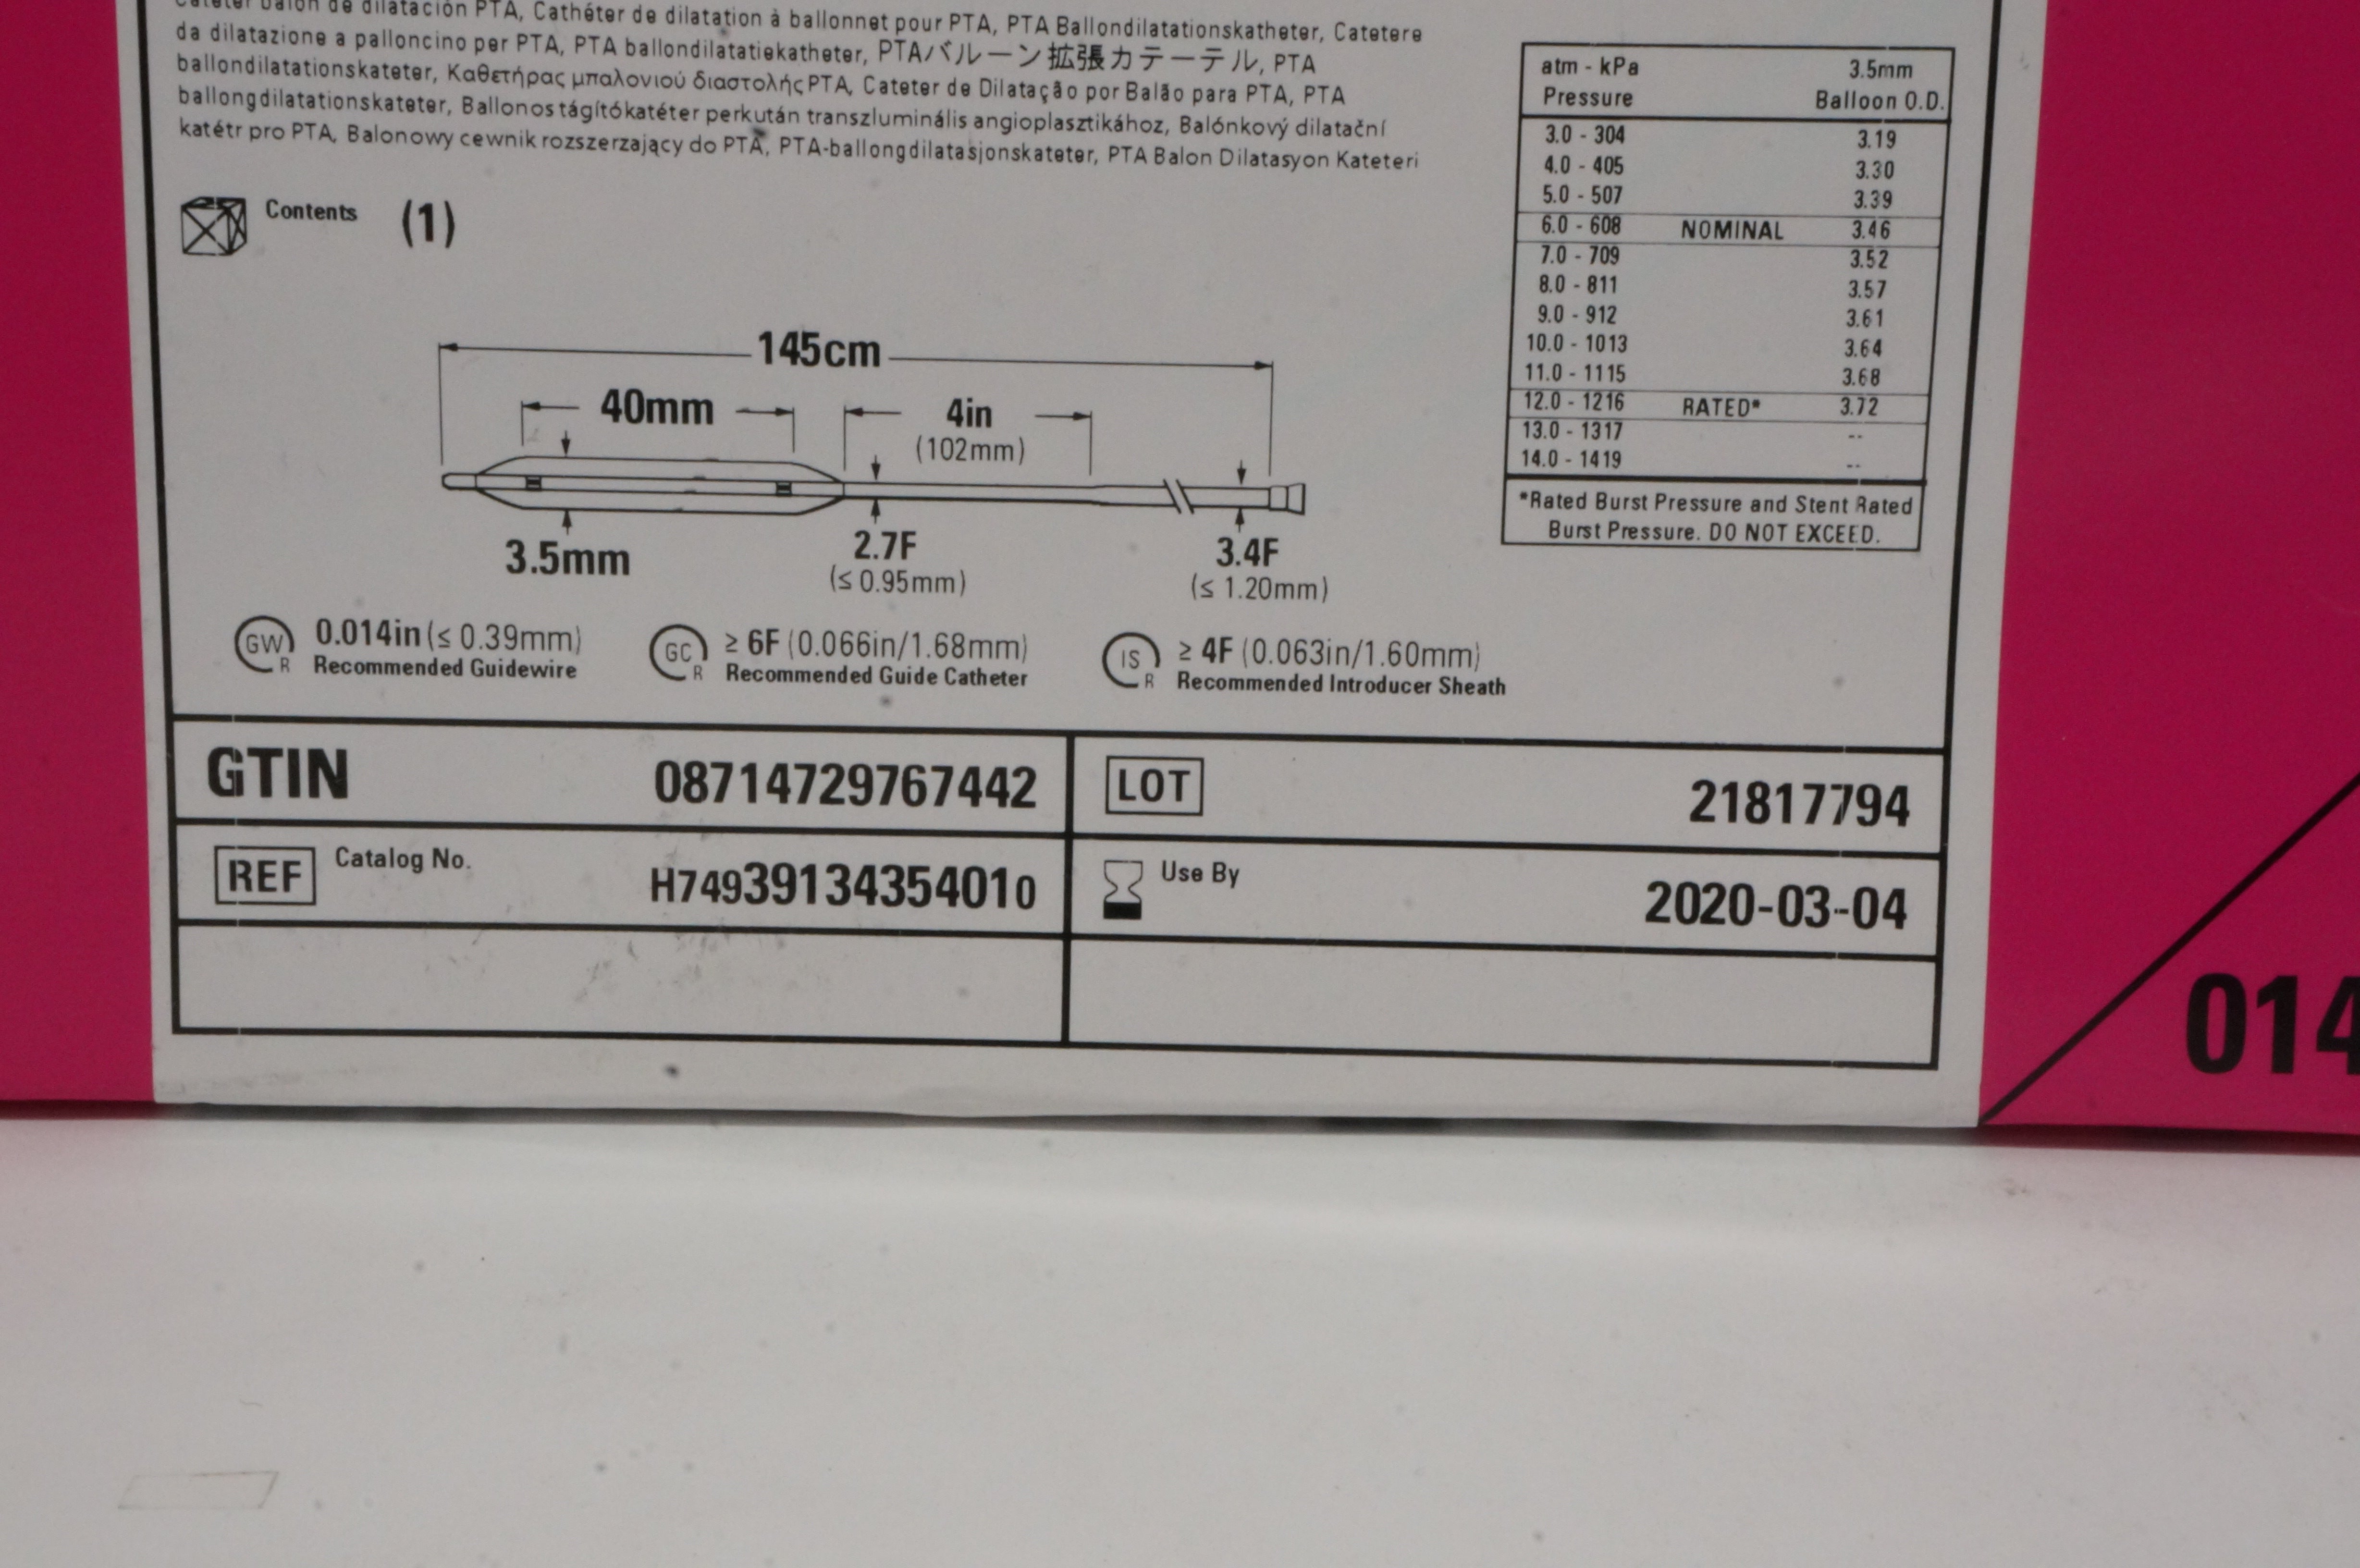 Catéter balón de dilatación PTA, Cathéter de dilatation à ballonnet pour PTA, PTA Ballondilatationskatheter, Catetere
da dilatazione a palloncino per PTA, PTA ballondilatatiekatheter, PTAバルーン拡張カテーテル, PTA
ballondilatationskateter, Καθετήρας μπαλονιού διαστολής PTA, Cateter de Dilatação por Balão para PTA, PTA
ballongdilatationskateter, Ballonos tágítókatéter perkután transzluminális angioplasztikához, Balónkový dilatační
katétr pro PTA, Balonowy cewnik rozszerzający do PTA, PTA-ballongdilatasjonskateter, PTA Balon Dilatasyon Kateteri
Contents (1)
atm - kPa 3.5mm
Pressure Balloon O.D.
3.0 - 304 3.19
4.0 - 405 3.30
5.0 - 507 3.39
6.0 - 608 NOMINAL 3.46
7.0 - 709 3.52
8.0 - 811 3.57
9.0 - 912 3.61
10.0 - 1013 3.64
11.0 - 1115 3.68
12.0 - 1216 RATED* 3.72
13.0 - 1317 --
14.0 - 1419 --
*Rated Burst Pressure and Stent Rated
Burst Pressure. DO NOT EXCEED.
145cm
40mm 4in
(102mm)
3.5mm 2.7F 3.4F
(≤ 0.95mm) (≤ 1.20mm)
GW R 0.014in (≤ 0.39mm)
Recommended Guidewire
GC R ≥ 6F (0.066in/1.68mm)
Recommended Guide Catheter
IS R ≥ 4F (0.063in/1.60mm)
Recommended Introducer Sheath
GTIN 08714729767442
LOT 21817794
REF Catalog No. H74939134354010
Use By 2020-03-04
014